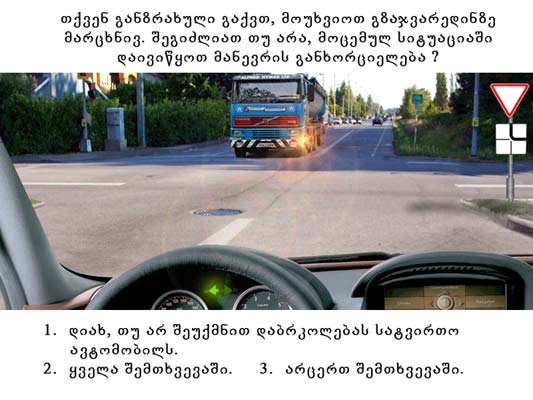 თქვენ განზრახული გაქვთ, მოუხვიოთ გზაჯვარედინზე
მარცხნივ. შეგიძლიათ თუ არა, მოცემულ სიტუაციაში
დაივიწყოთ მანევრის განხორციელება ?
1. დიახ, თუ არ შეუქმნით დაბრკოლებას სატვირთო
ავტომობილს.
2. ყველა შემთხვევაში. 3. არცერთ შემთხვევაში.